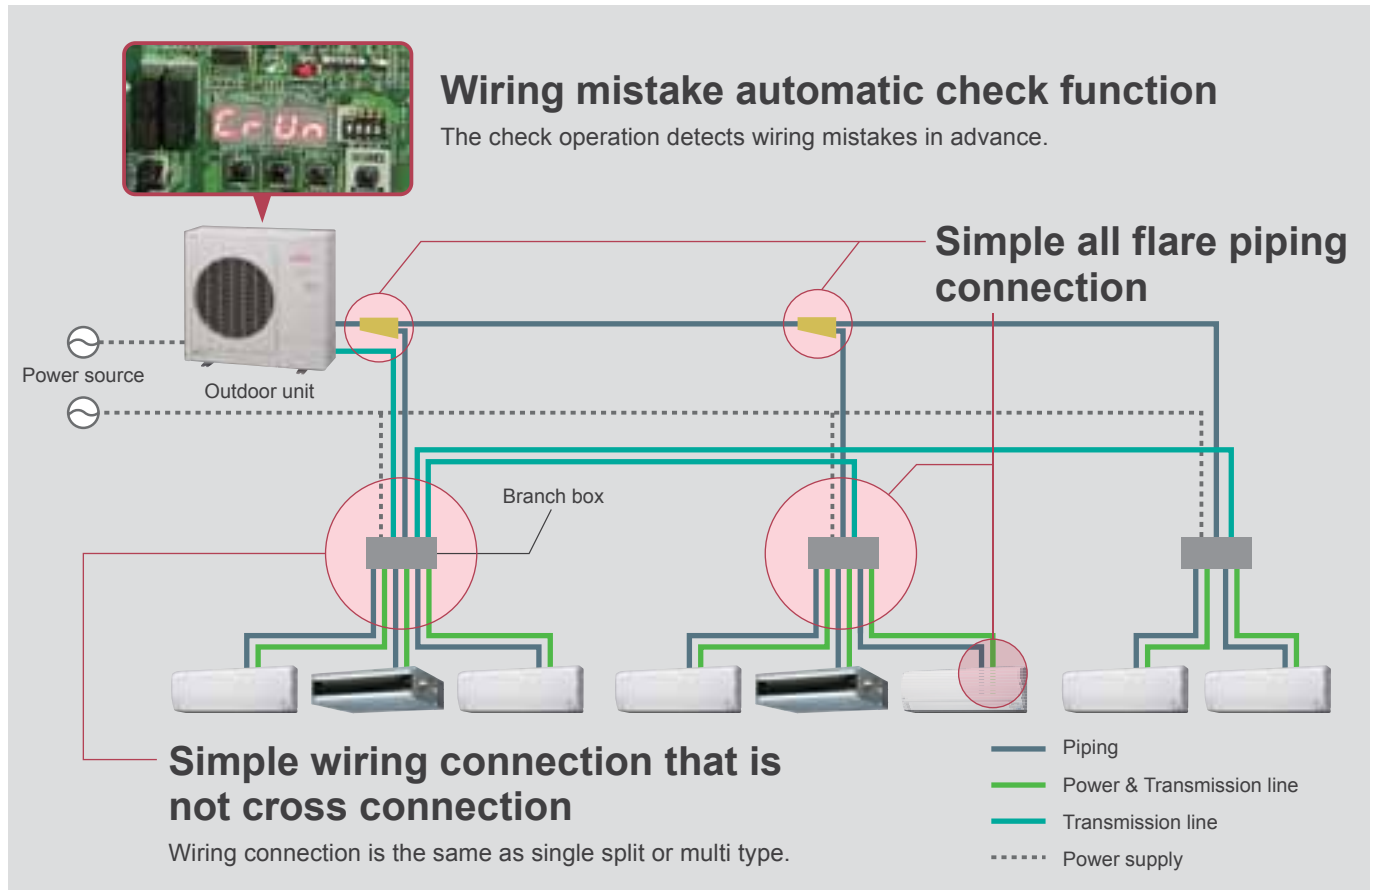 Cr Un
Wiring mistake automatic check function
The check operation detects wiring mistakes in advance.
Simple all flare piping
connection
Power source
Outdoor unit
Branch box
Simple wiring connection that is
not cross connection
Wiring connection is the same as single split or multi type.
Piping
Power & Transmission line
Transmission line
Power supply